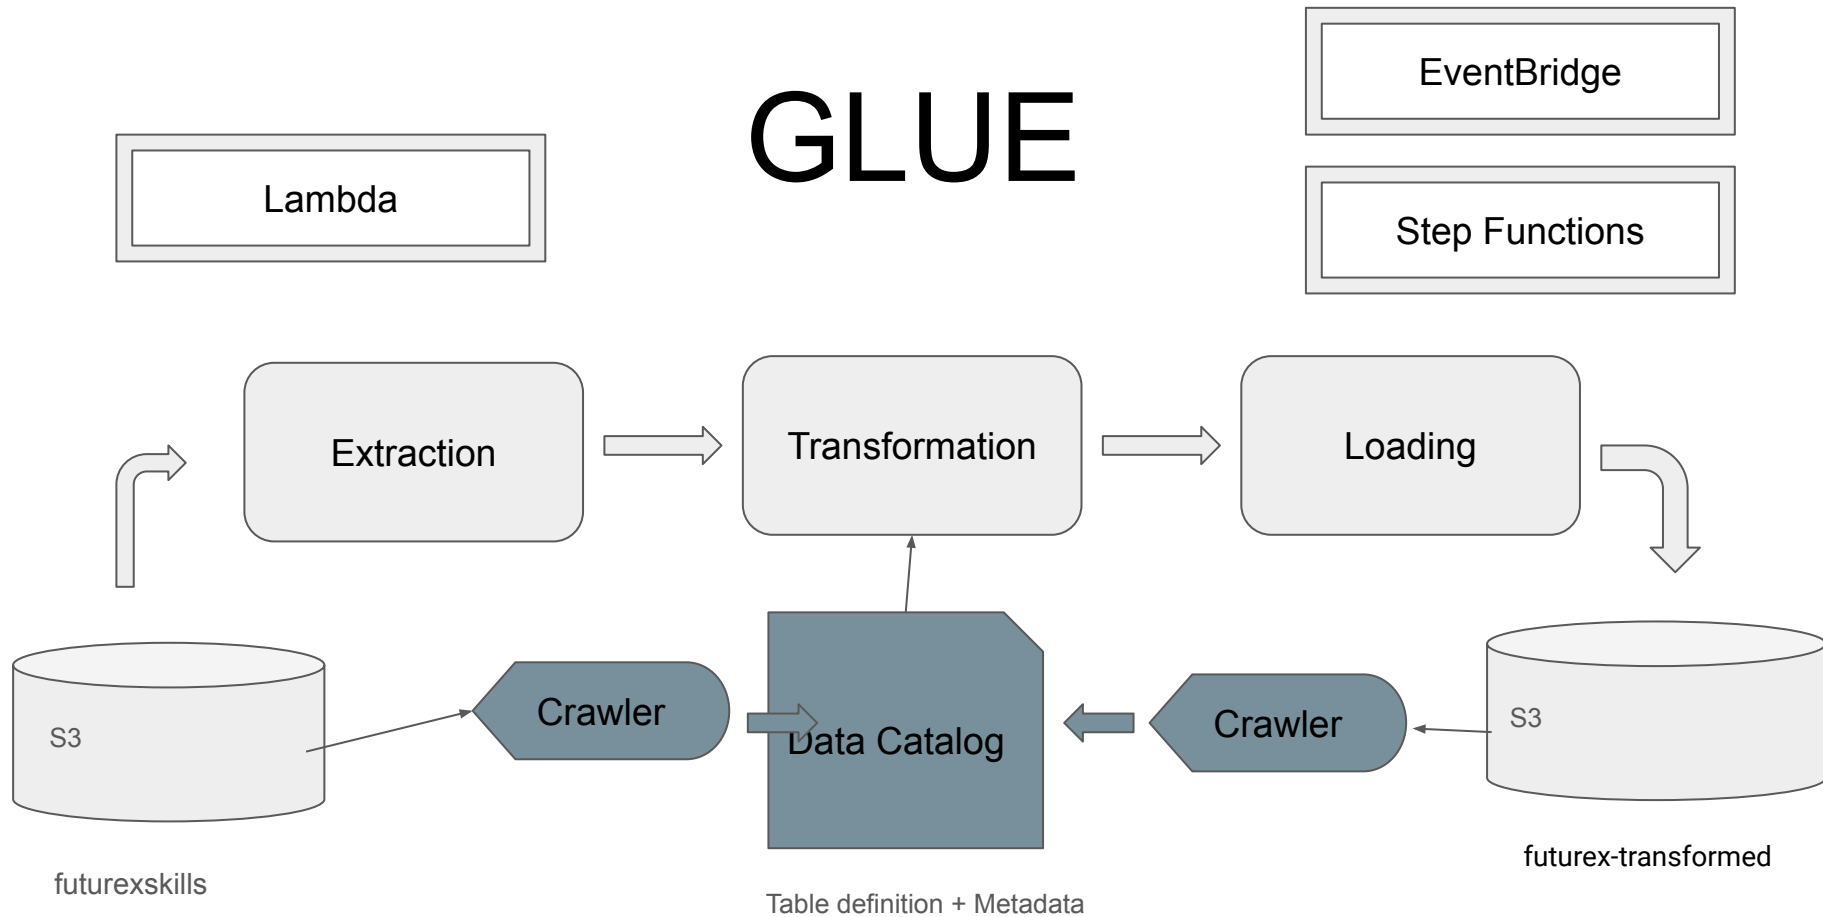 GLUE
EventBridge
Lambda
Step Functions
Extraction
Transformation
Loading
S3
Crawler
Data Catalog
Crawler
S3
futurexskills
Table definition + Metadata
futurex-transformed